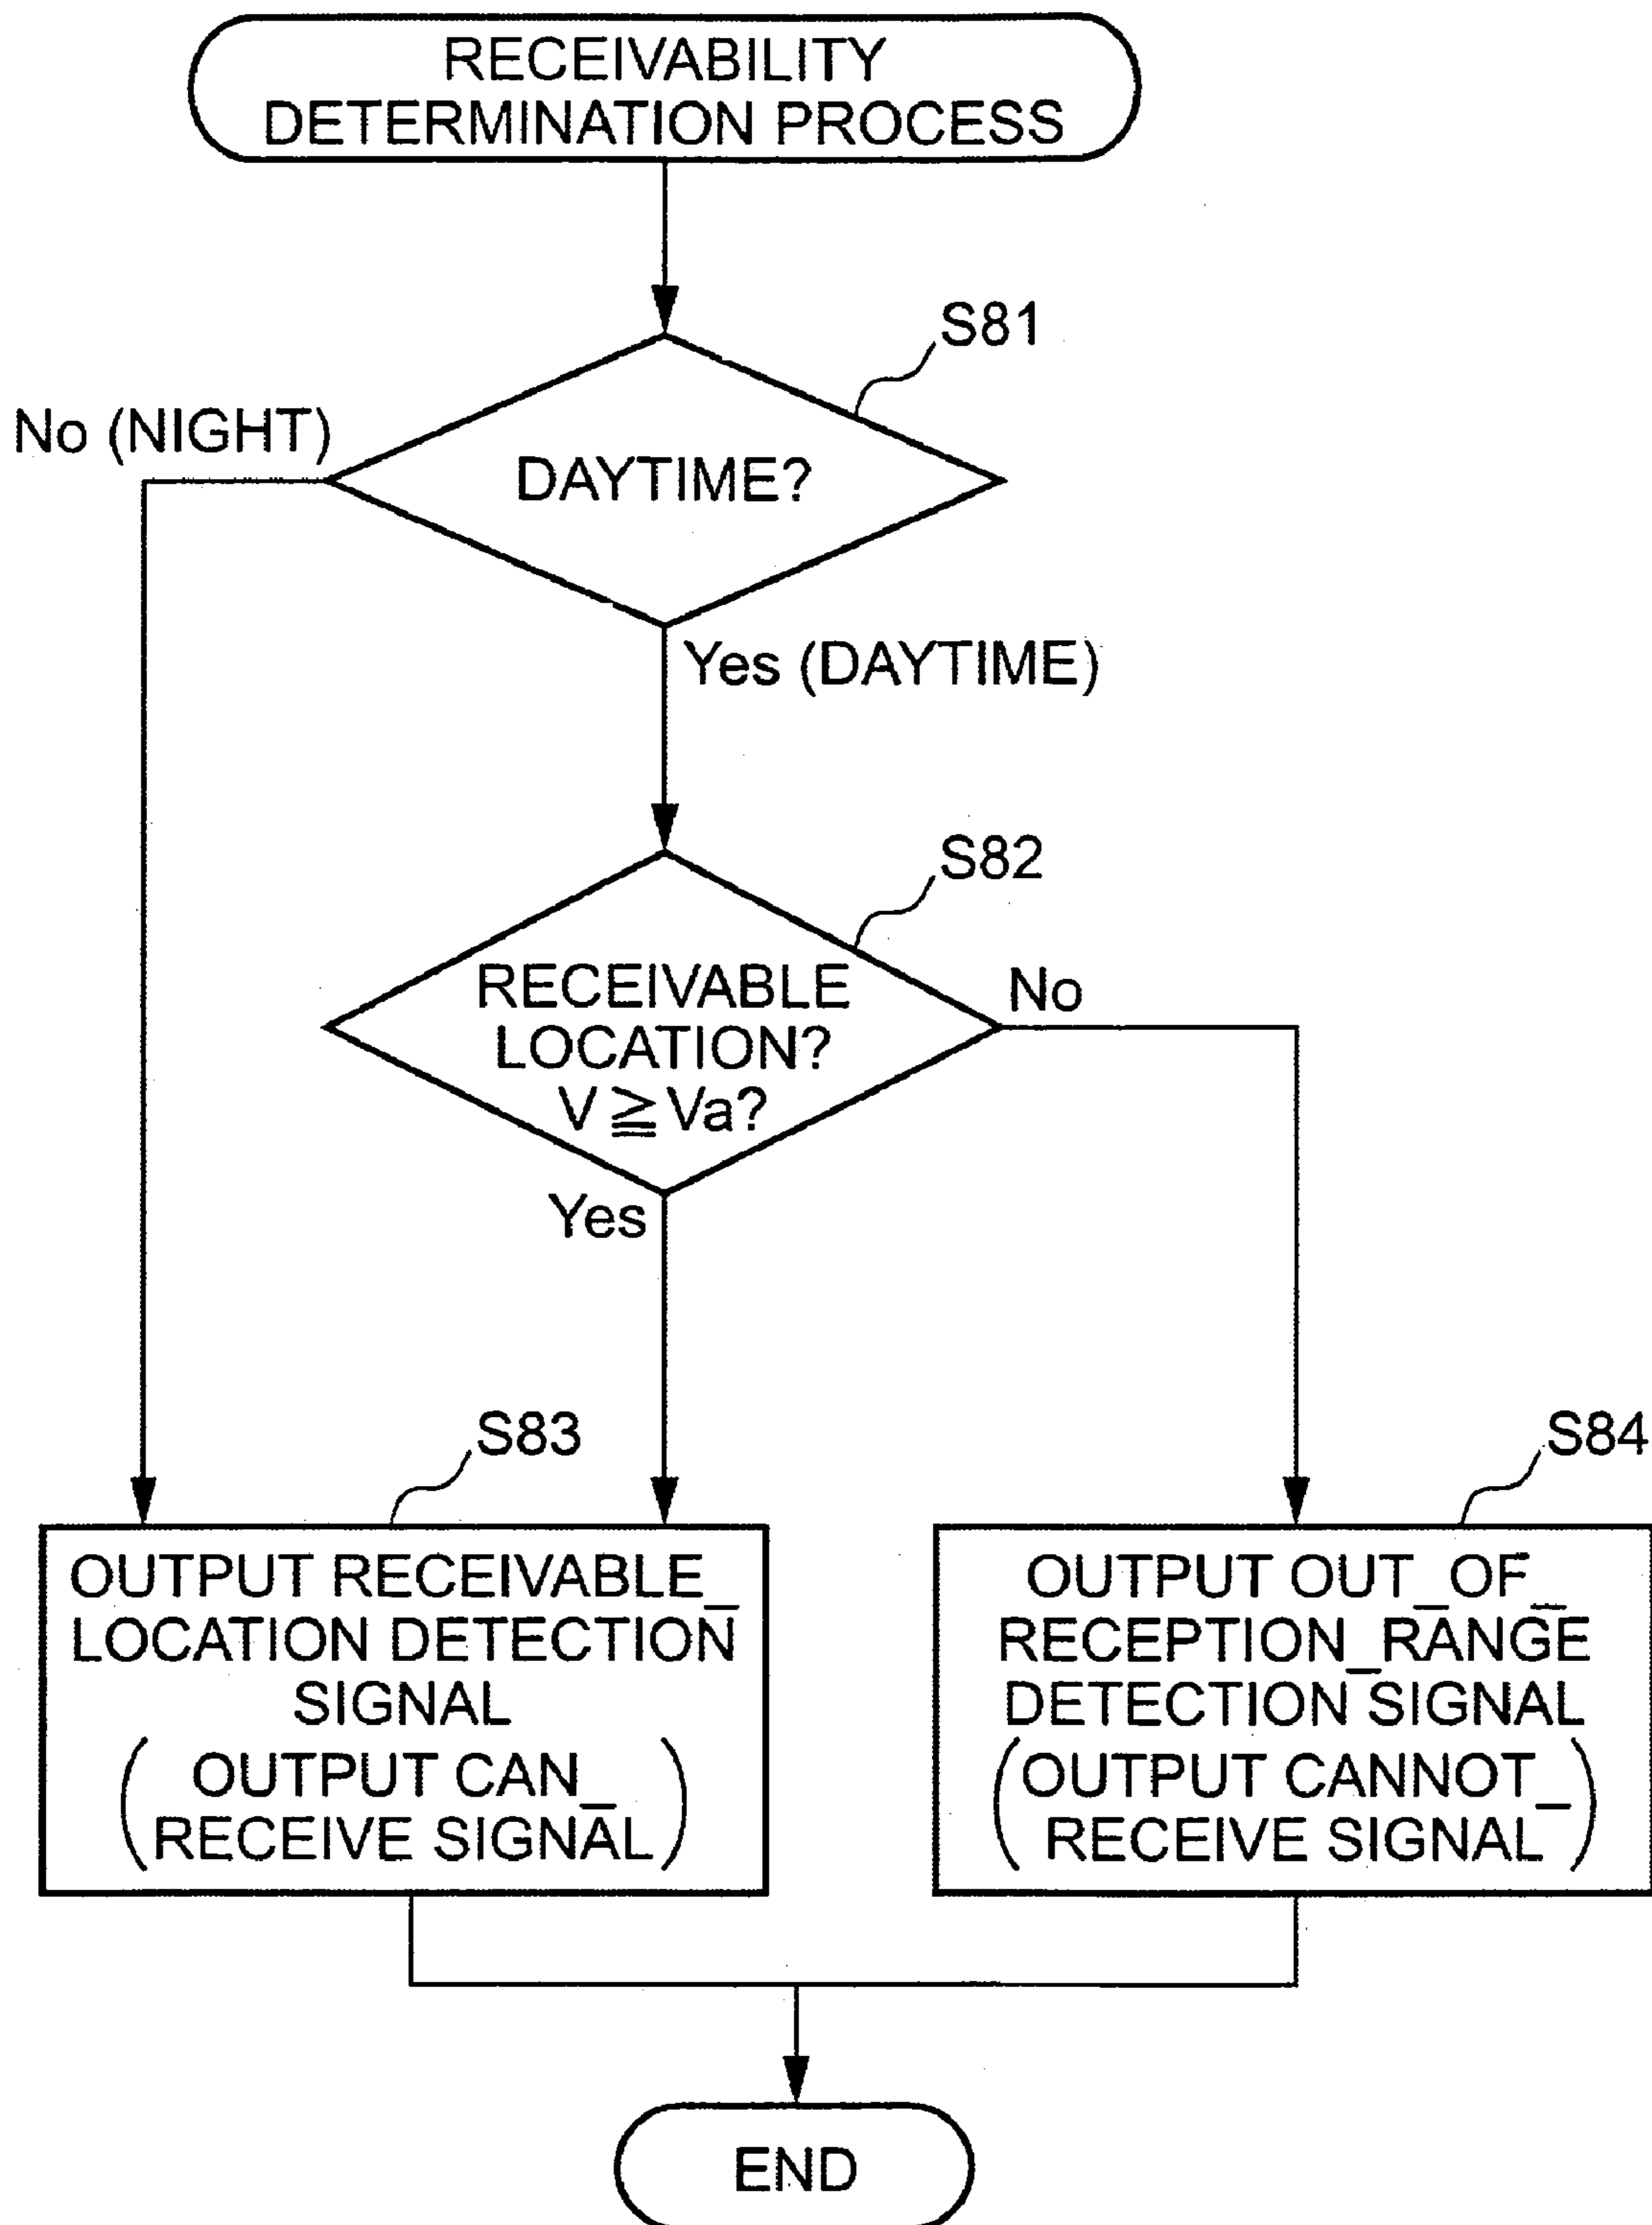 RECEIVABILITY
DETERMINATION PROCESS
S81
No (NIGHT)
DAYTIME?
Yes (DAYTIME)
S82
RECEIVABLE
LOCATION?
V ≧ Va?
No
Yes
S83
S84
OUTPUT RECEIVABLE_
LOCATION DETECTION
SIGNAL
(OUTPUT CAN_
RECEIVE SIGNAL)
OUTPUT OUT_OF_
RECEPTION_RANGE
DETECTION SIGNAL
(OUTPUT CANNOT_
RECEIVE SIGNAL)
END